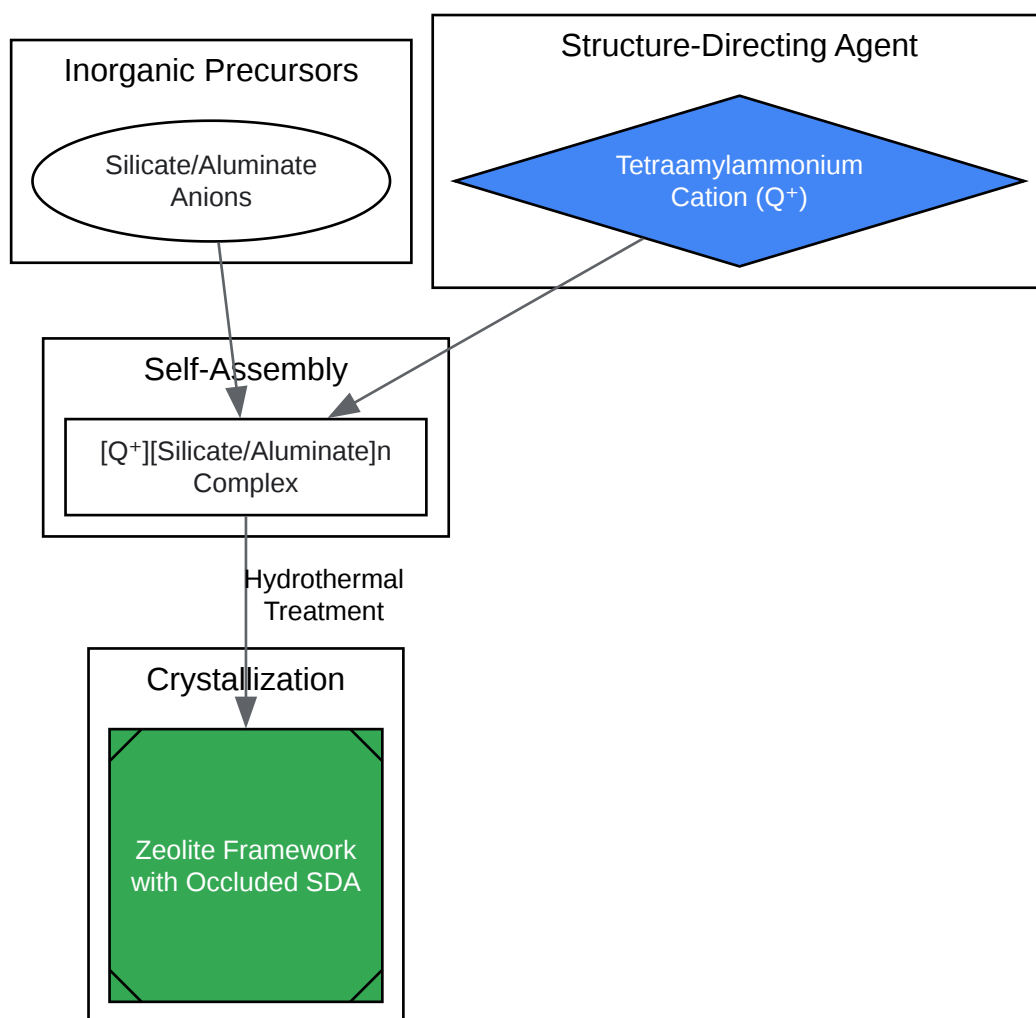 Inorganic Precursors
Silicate/Aluminate
Anions
Structure-Directing Agent
Tetraamylammonium
Cation (Q⁺)
Self-Assembly
[Q⁺][Silicate/Aluminate]n
Complex
Hydrothermal
Treatment
Crystallization
Zeolite Framework
with Occluded SDA